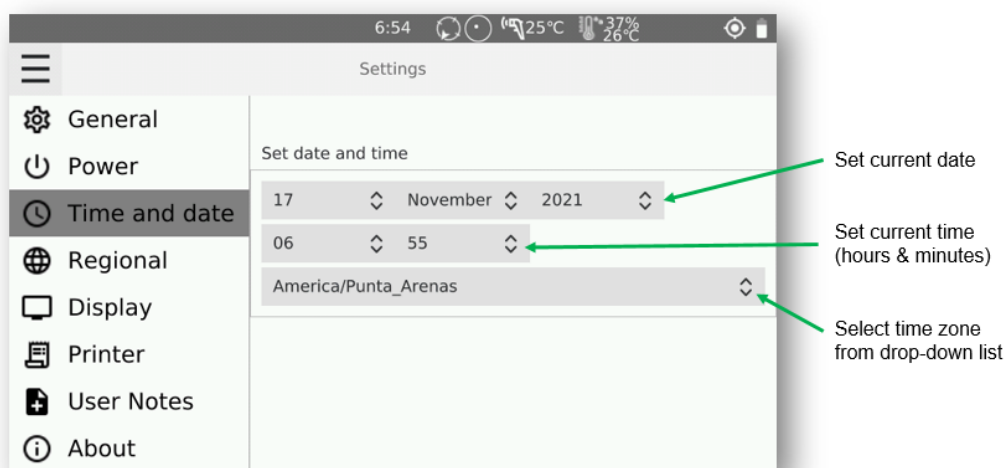 6:54 25°C 37%
26°C
Settings
General
Power
Time and date
Regional
Display
Printer
User Notes
About
Set date and time
17 November 2021
06 55
America/Punta_Arenas
Set current date
Set current time
(hours & minutes)
Select time zone
from drop-down list